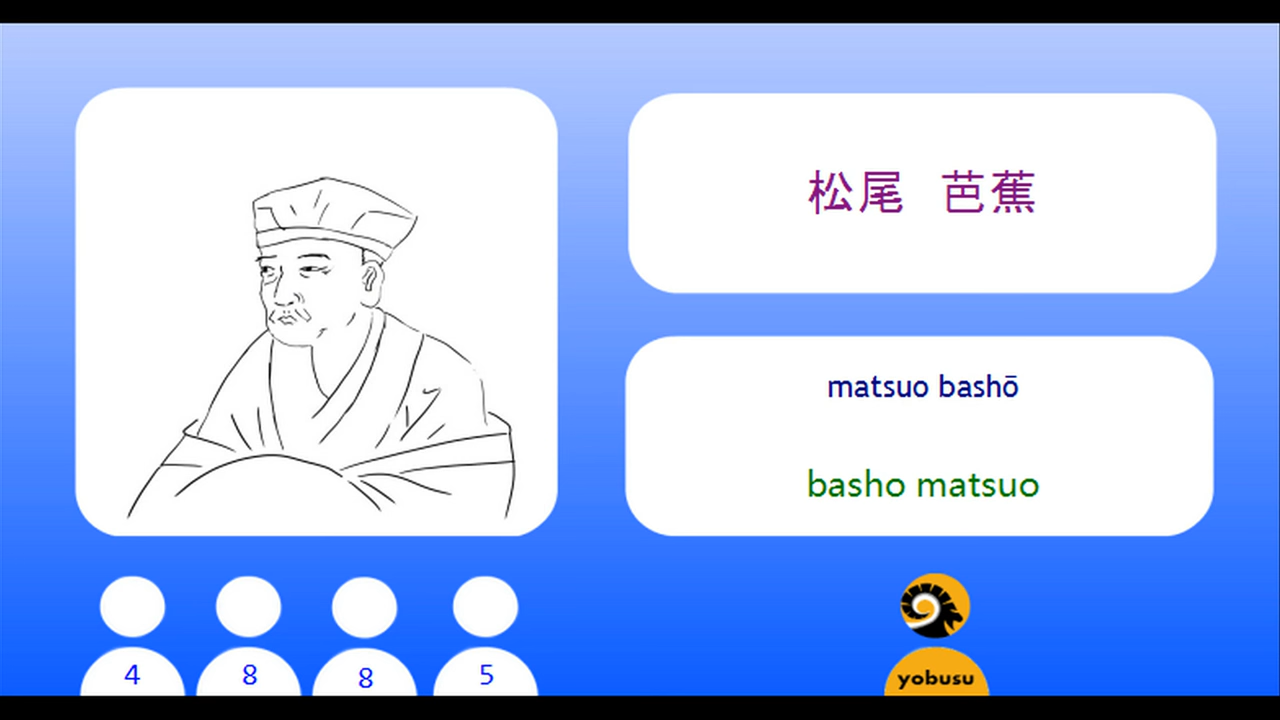 松尾 芭蕉
matsuo bashō
basho matsuo
4 8 8 5
yobusu